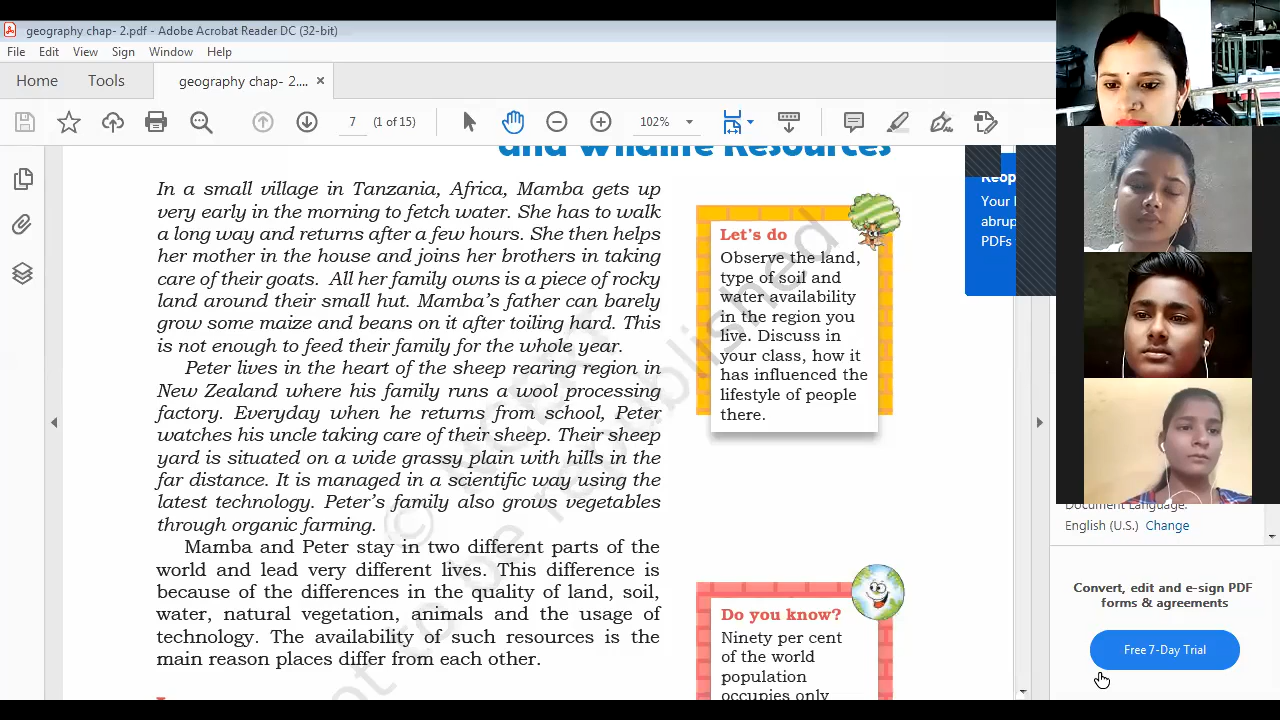 geography chap- 2.pdf - Adobe Acrobat Reader DC (32-bit)
File Edit View Sign Window Help
Home Tools geography chap- 2.... ×
7 (1 of 15) 102%
and Wildlife Resources
In a small village in Tanzania, Africa, Mamba gets up
very early in the morning to fetch water. She has to walk
a long way and returns after a few hours. She then helps
her mother in the house and joins her brothers in taking
care of their goats. All her family owns is a piece of rocky
land around their small hut. Mamba's father can barely
grow some maize and beans on it after toiling hard. This
is not enough to feed their family for the whole year.
Peter lives in the heart of the sheep rearing region in
New Zealand where his family runs a wool processing
factory. Everyday when he returns from school, Peter
watches his uncle taking care of their sheep. Their sheep
yard is situated on a wide grassy plain with hills in the
far distance. It is managed in a scientific way using the
latest technology. Peter's family also grows vegetables
through organic farming.
Mamba and Peter stay in two different parts of the
world and lead very different lives. This difference is
because of the differences in the quality of land, soil,
water, natural vegetation, animals and the usage of
technology. The availability of such resources is the
main reason places differ from each other.
Let's do
Observe the land,
type of soil and
water availability
in the region you
live. Discuss in
your class, how it
has influenced the
lifestyle of people
there.
Do you know?
Ninety per cent
of the world
population
occupies only
© NCERT
not to be republished
Reop
Your
abrup
PDFs
Document Language:
English (U.S.) Change
Convert, edit and e-sign PDF
forms & agreements
Free 7-Day Trial